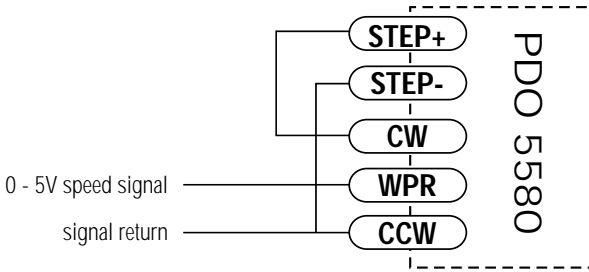 STEP+
STEP-
CW
0 - 5V speed signal
WPR
signal return
CCW
PDO 5580